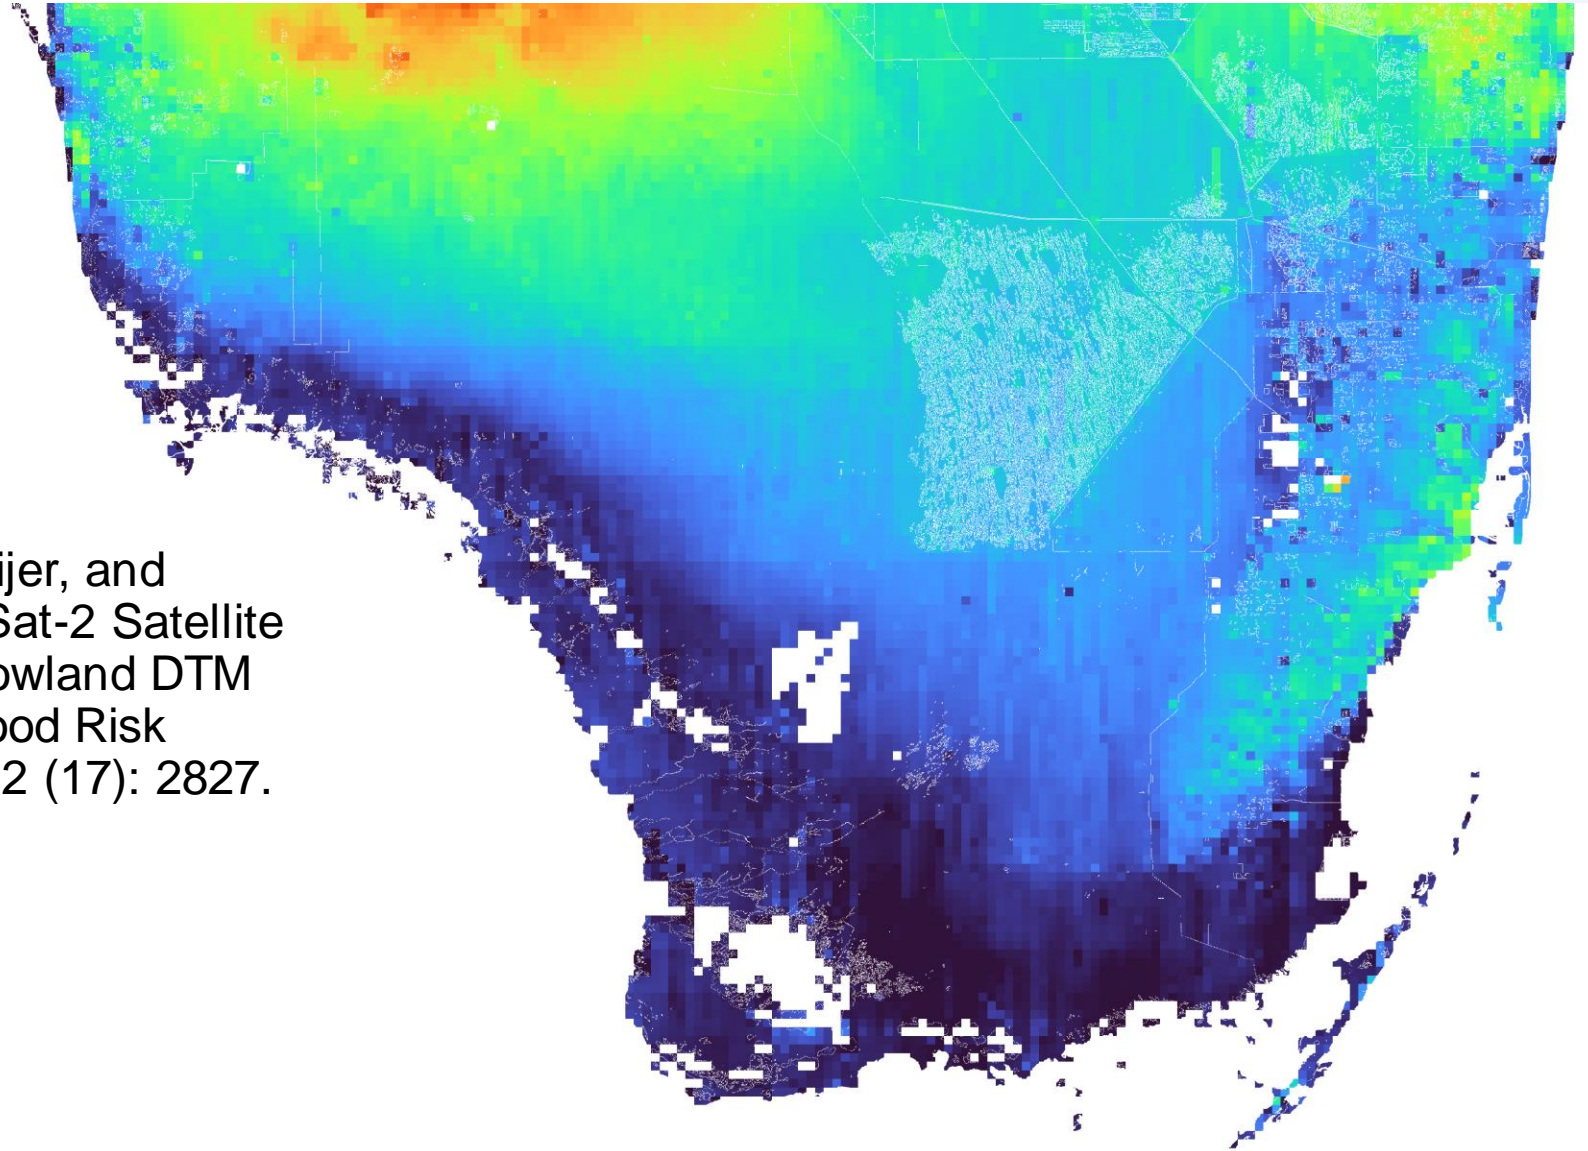 ijer, and
Sat-2 Satellite
owland DTM
ood Risk
2 (17): 2827.